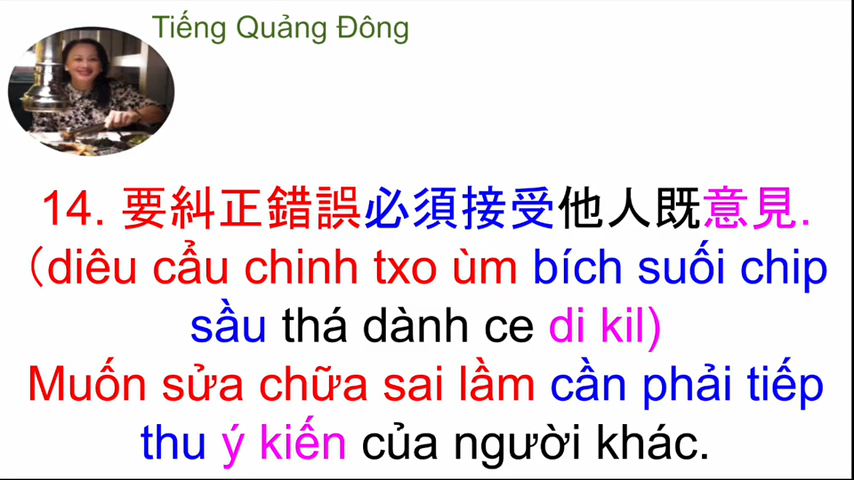 Tiếng Quảng Đông
14. 要糾正錯誤必須接受他人既意見.
(diêu cẩu chinh txo ùm bích suối chip
sầu thá dành ce di kil)
Muốn sửa chữa sai lầm cần phải tiếp
thu ý kiến của người khác.